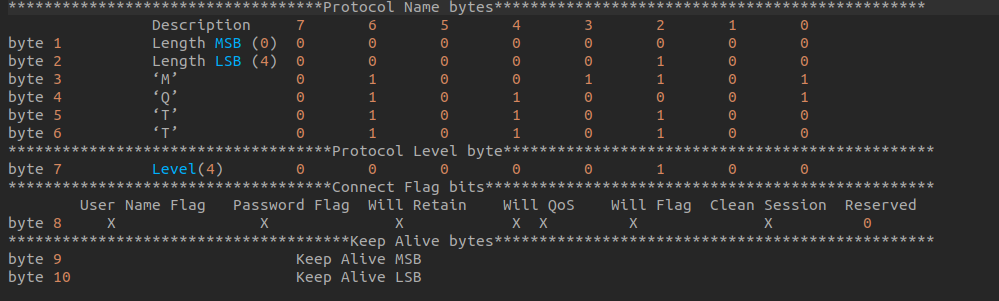 ***********************************Protocol Name bytes************************************************
Description 7 6 5 4 3 2 1 0
byte 1 Length MSB (0) 0 0 0 0 0 0 0 0
byte 2 Length LSB (4) 0 0 0 0 0 1 0 0
byte 3 ‘M’ 0 1 0 0 1 1 0 1
byte 4 ‘Q’ 0 1 0 1 0 0 0 1
byte 5 ‘T’ 0 1 0 1 0 1 0 0
byte 6 ‘T’ 0 1 0 1 0 1 0 0
************************************Protocol Level byte************************************************
byte 7 Level(4) 0 0 0 0 0 1 0 0
************************************Connect Flag bits**************************************************
User Name Flag Password Flag Will Retain Will QoS Will Flag Clean Session Reserved
byte 8 X X X X X X X 0
**************************************Keep Alive bytes*************************************************
byte 9 Keep Alive MSB
byte 10 Keep Alive LSB